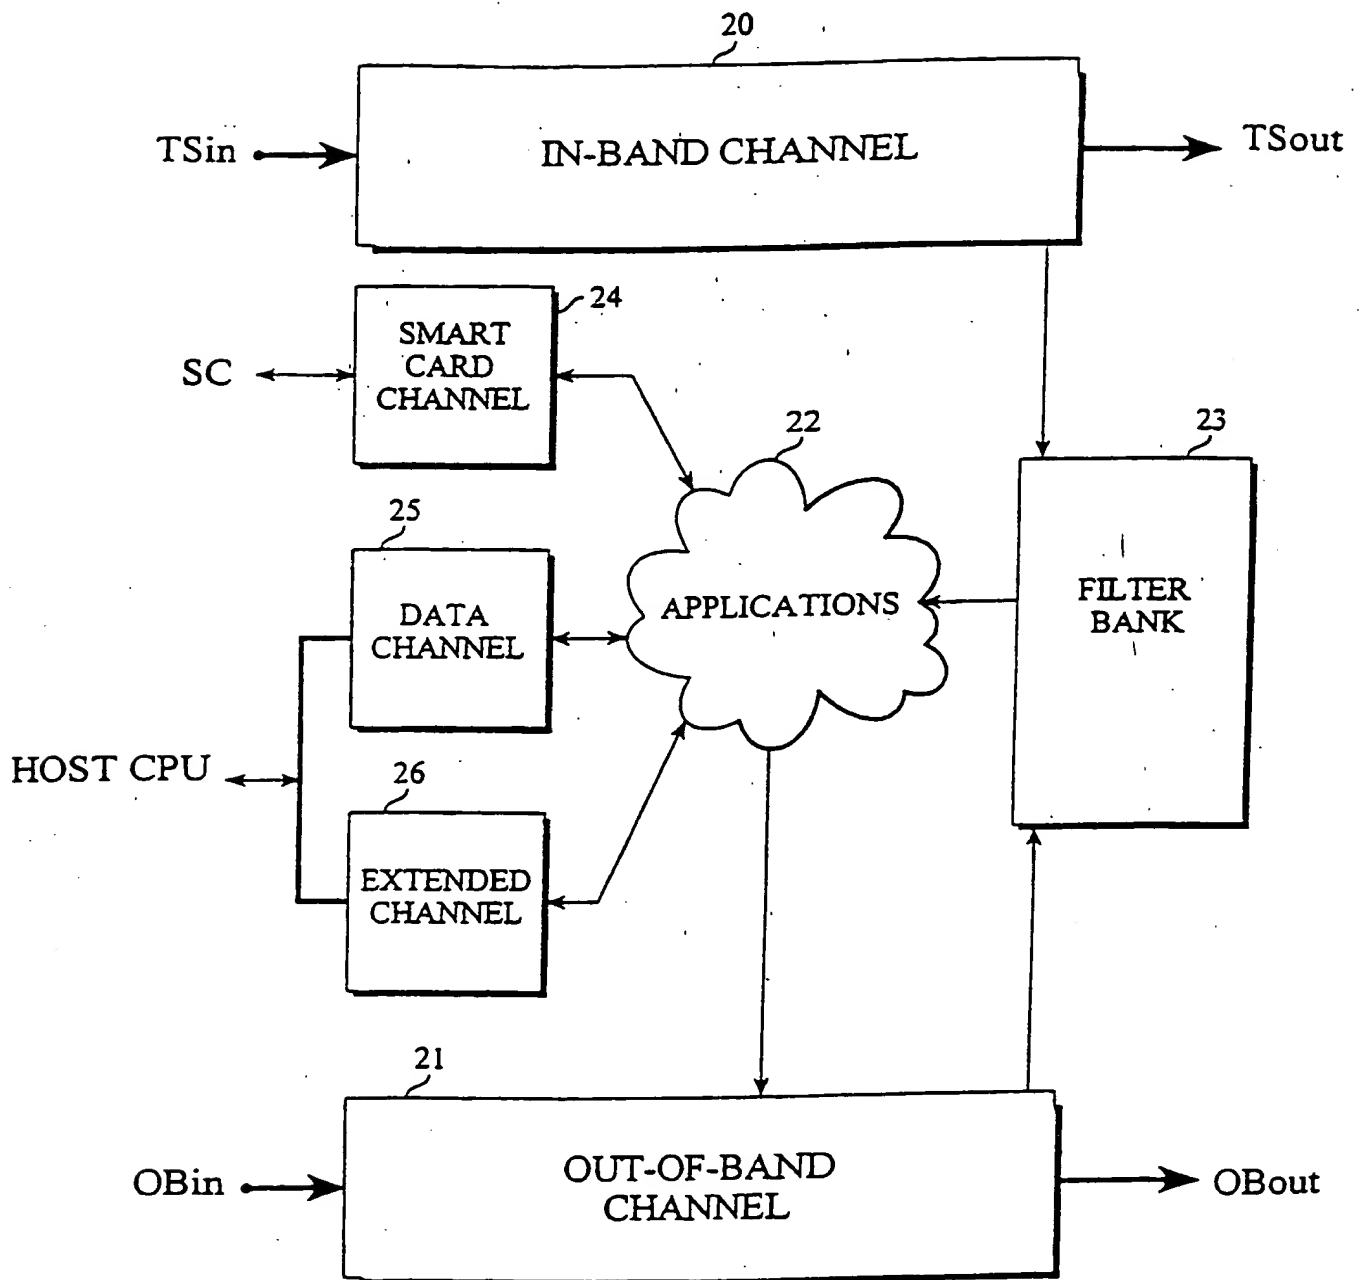 20
TSin
IN-BAND CHANNEL
TSout
24
SMART
CARD
CHANNEL
SC
22
23
25
DATA
CHANNEL
APPLICATIONS
FILTER
BANK
HOST CPU
26
EXTENDED
CHANNEL
21
OBin
OUT-OF-BAND
CHANNEL
OBout